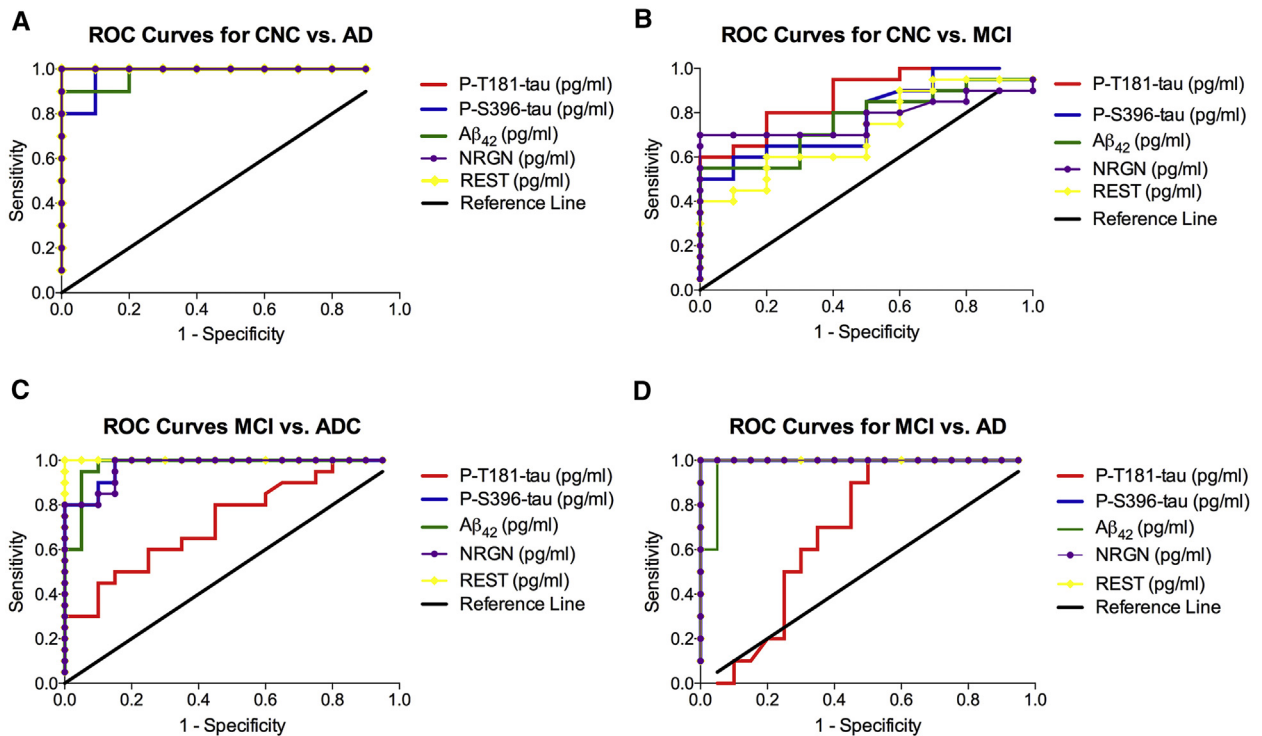 A
ROC Curves for CNC vs. AD
Sensitivity
1.0
0.8
0.6
0.4
0.2
0.0
0.0 0.2 0.4 0.6 0.8 1.0
1 - Specificity
P-T181-tau (pg/ml)
P-S396-tau (pg/ml)
Aβ42 (pg/ml)
NRGN (pg/ml)
REST (pg/ml)
Reference Line
B
ROC Curves for CNC vs. MCI
Sensitivity
1.0
0.8
0.6
0.4
0.2
0.0
0.0 0.2 0.4 0.6 0.8 1.0
1 - Specificity
P-T181-tau (pg/ml)
P-S396-tau (pg/ml)
Aβ42 (pg/ml)
NRGN (pg/ml)
REST (pg/ml)
Reference Line
C
ROC Curves MCI vs. ADC
Sensitivity
1.0
0.8
0.6
0.4
0.2
0.0
0.0 0.2 0.4 0.6 0.8 1.0
1 - Specificity
P-T181-tau (pg/ml)
P-S396-tau (pg/ml)
Aβ42 (pg/ml)
NRGN (pg/ml)
REST (pg/ml)
Reference Line
D
ROC Curves for MCI vs. AD
Sensitivity
1.0
0.8
0.6
0.4
0.2
0.0
0.0 0.2 0.4 0.6 0.8 1.0
1 - Specificity
P-T181-tau (pg/ml)
P-S396-tau (pg/ml)
Aβ42 (pg/ml)
NRGN (pg/ml)
REST (pg/ml)
Reference Line